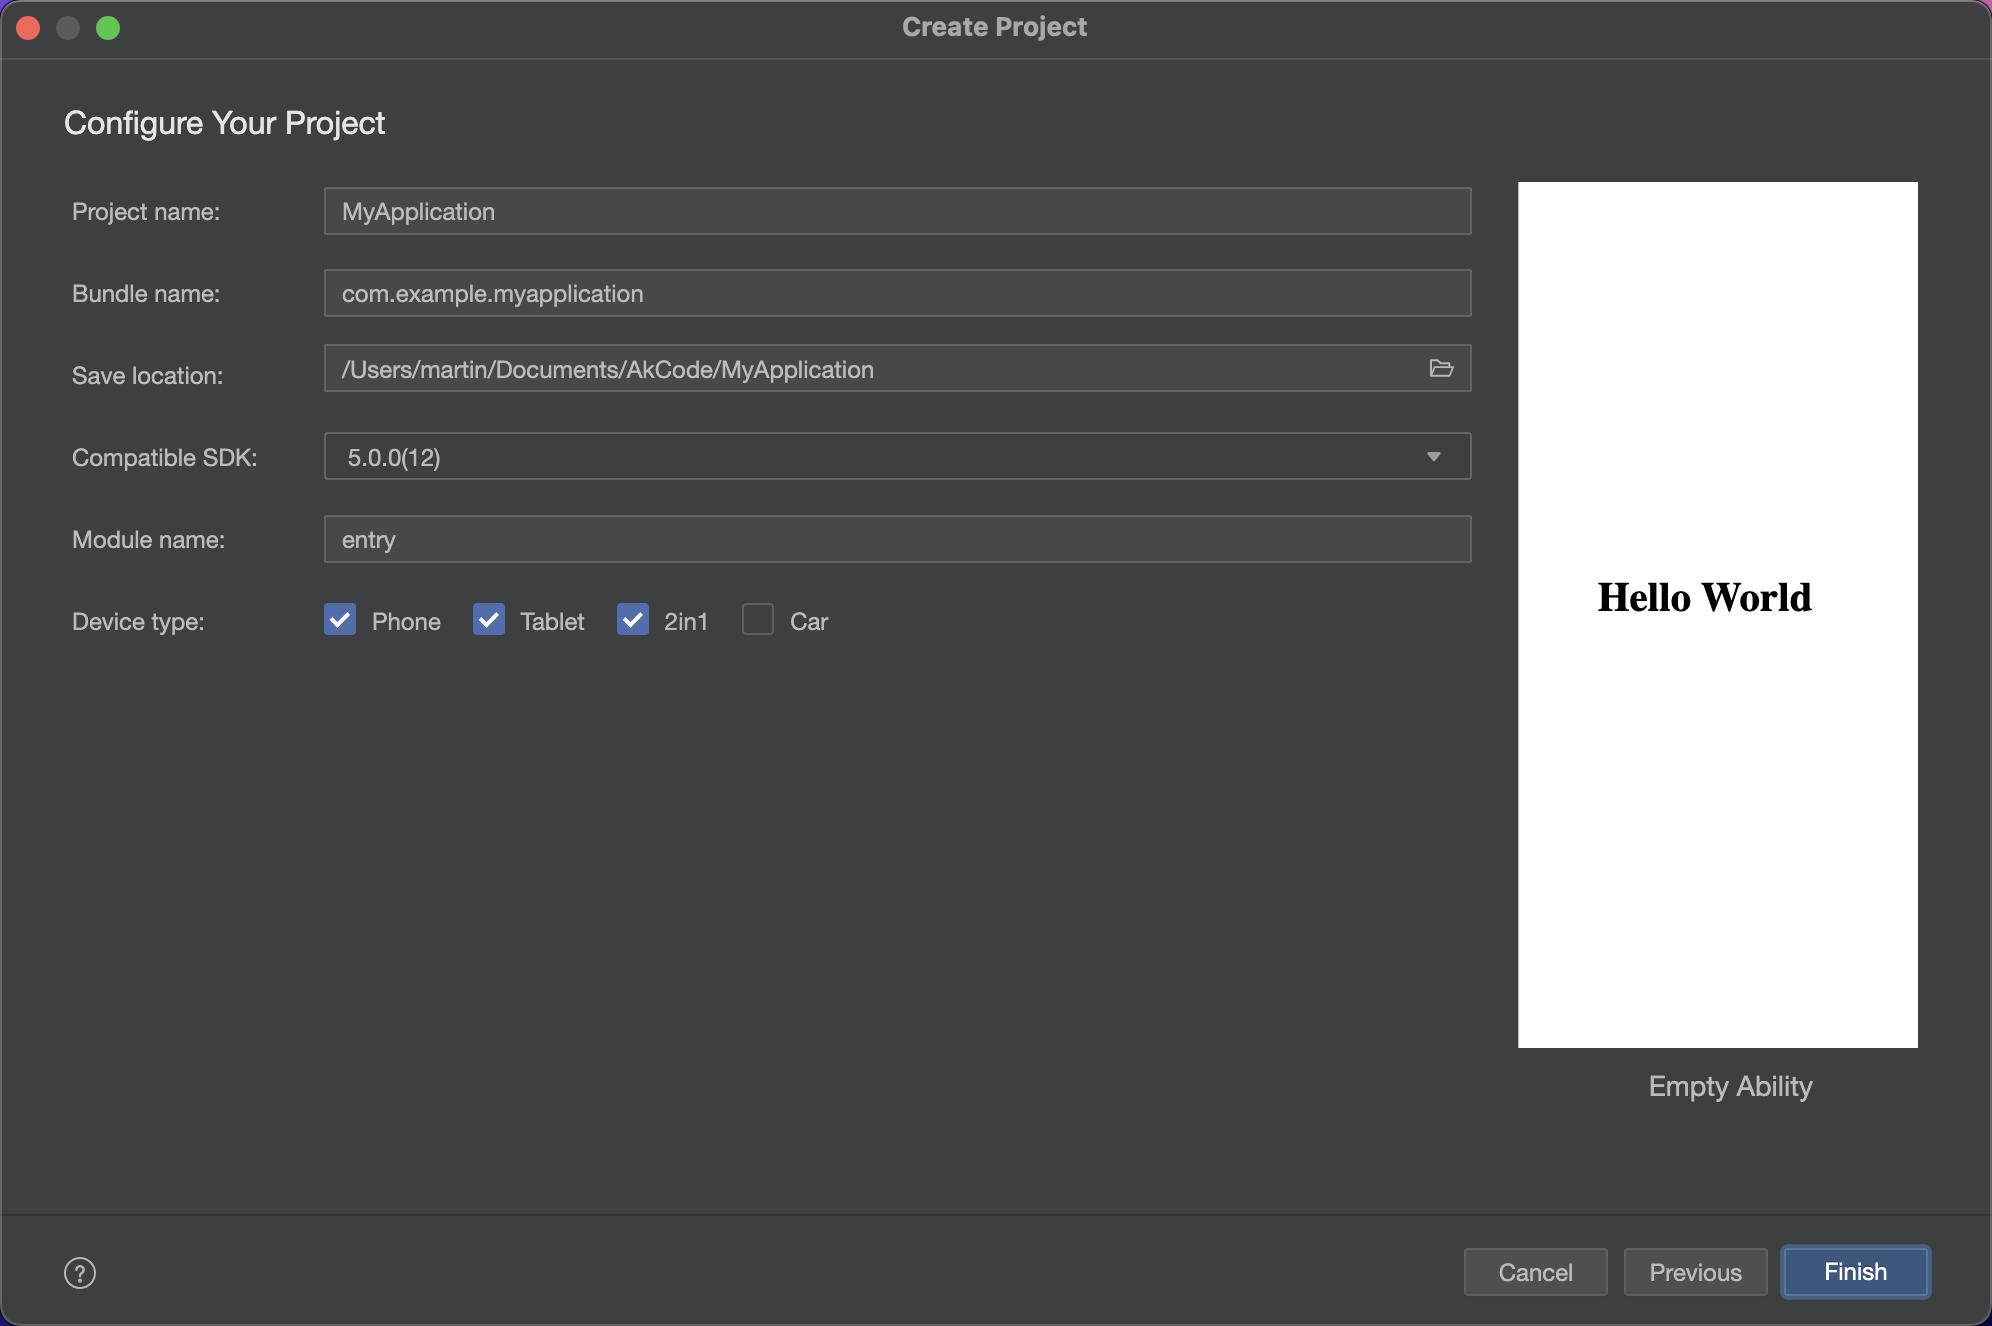 Create Project
Configure Your Project
Project name: MyApplication
Bundle name: com.example.myapplication
Save location: /Users/martin/Documents/AkCode/MyApplication
Compatible SDK: 5.0.0(12)
Module name: entry
Device type: Phone Tablet 2in1 Car
Hello World
Empty Ability
? Cancel Previous Finish